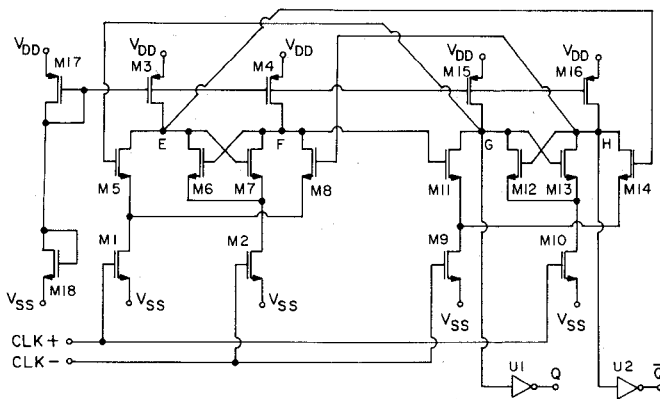 VDD M17
VDD
M3
VDD
M4
VDD
M15
VDD
M16
E
F
G
H
M5
M6
M7
M8
M11
M12
M13
M14
M1
M2
M9
M10
M18
VSS
VSS
VSS
VSS
VSS
CLK+
CLK-
U1
Q
U2
Q̅